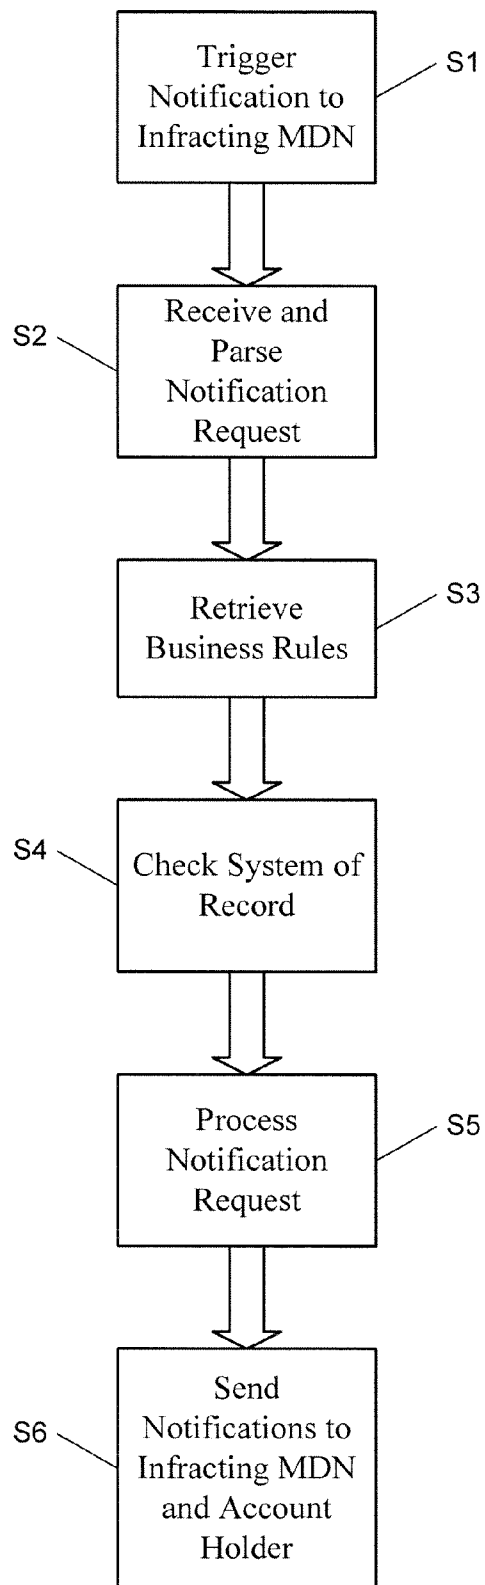 Trigger
Notification to
Infracting MDN
S1
Receive and
Parse
Notification
Request
S2
Retrieve
Business Rules
S3
Check System of
Record
S4
Process
Notification
Request
S5
Send
Notifications to
Infracting MDN
and Account
Holder
S6